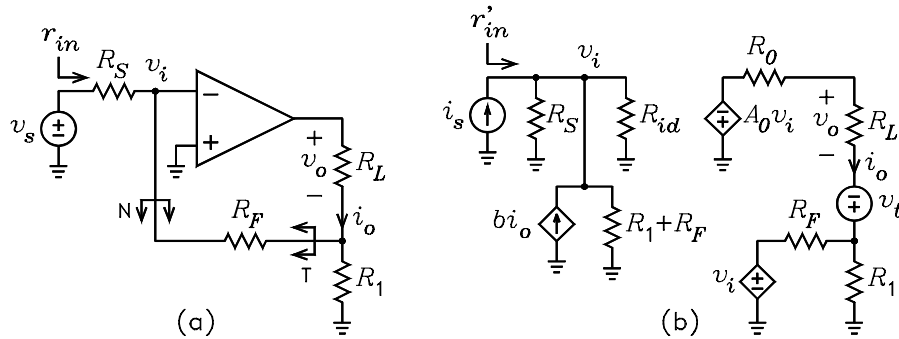 r_in
R_S
v_i
v_s
−
+
+
v_o
−
R_L
i_o
N
R_F
T
R_1
(a)
r'_in
v_i
i_s
R_S
R_id
bi_o
R_1+R_F
R_0
A_0v_i
+
v_o
−
R_L
i_o
v_t
R_F
v_i
R_1
(b)